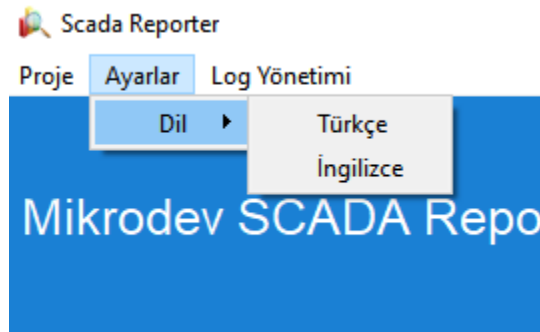 Scada Reporter
Proje Ayarlar Log Yönetimi
Dil Türkçe
İngilizce
Mikrodev SCADA Repo